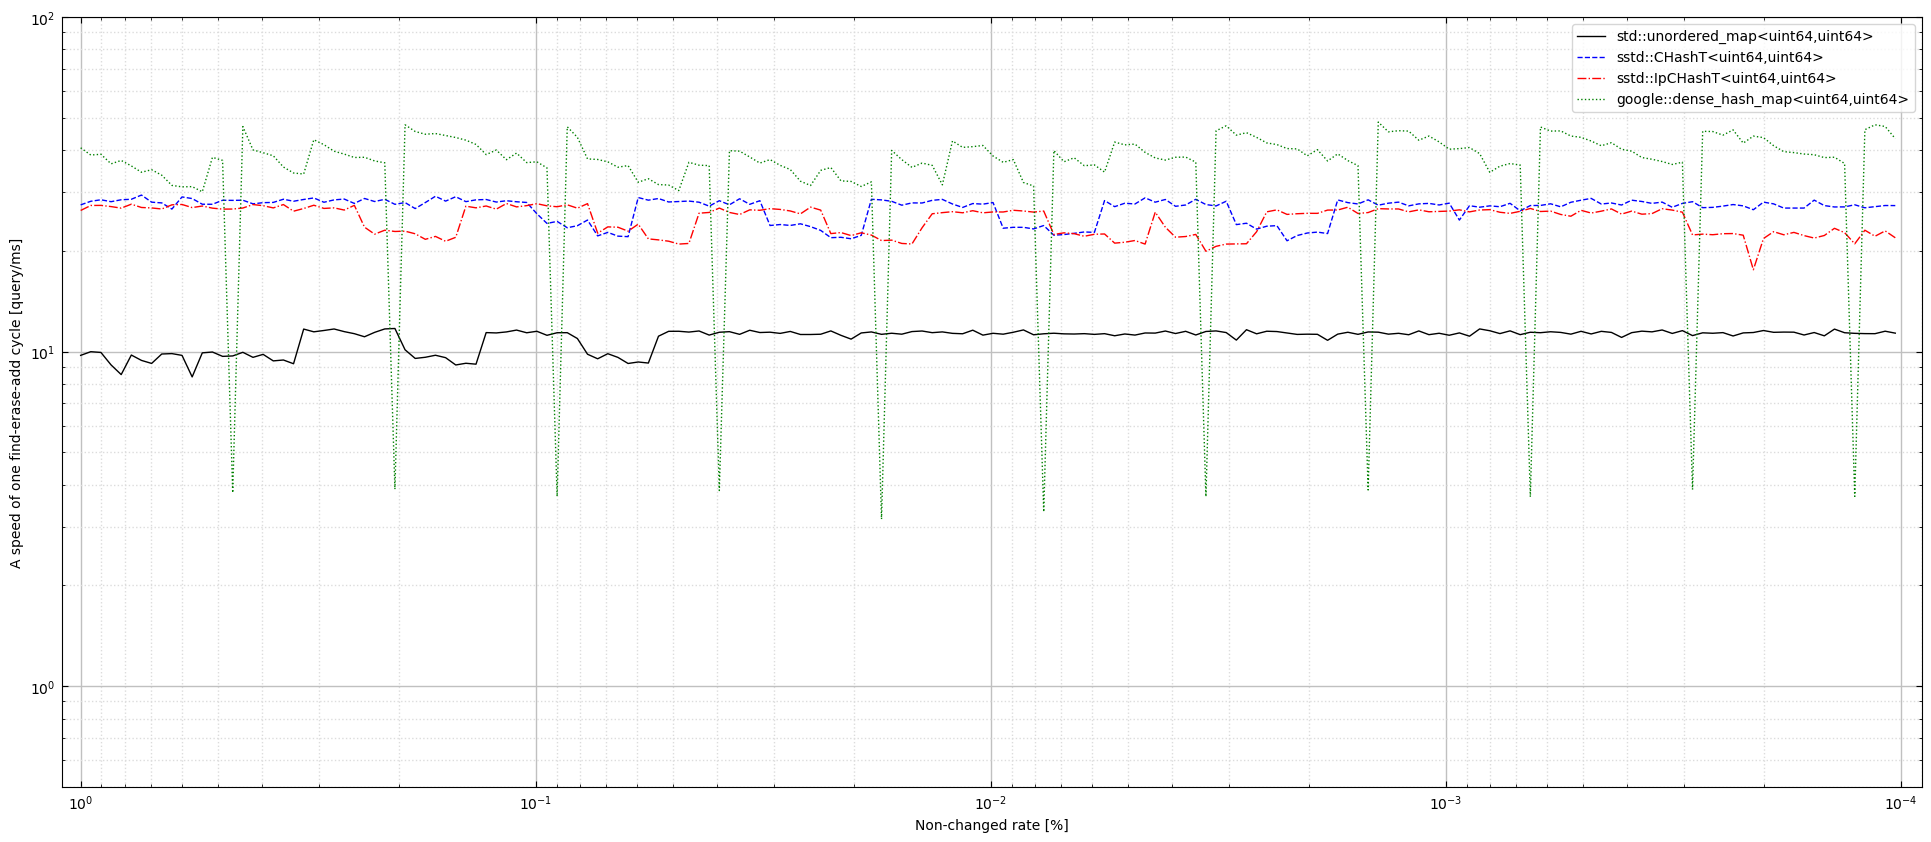 10²
10¹
10⁰
A speed of one find-erase-add cycle [query/ms]
std::unordered_map<uint64,uint64>
sstd::CHashT<uint64,uint64>
sstd::IpCHashT<uint64,uint64>
google::dense_hash_map<uint64,uint64>
10⁰ 10⁻¹ 10⁻² 10⁻³ 10⁻⁴
Non-changed rate [%]